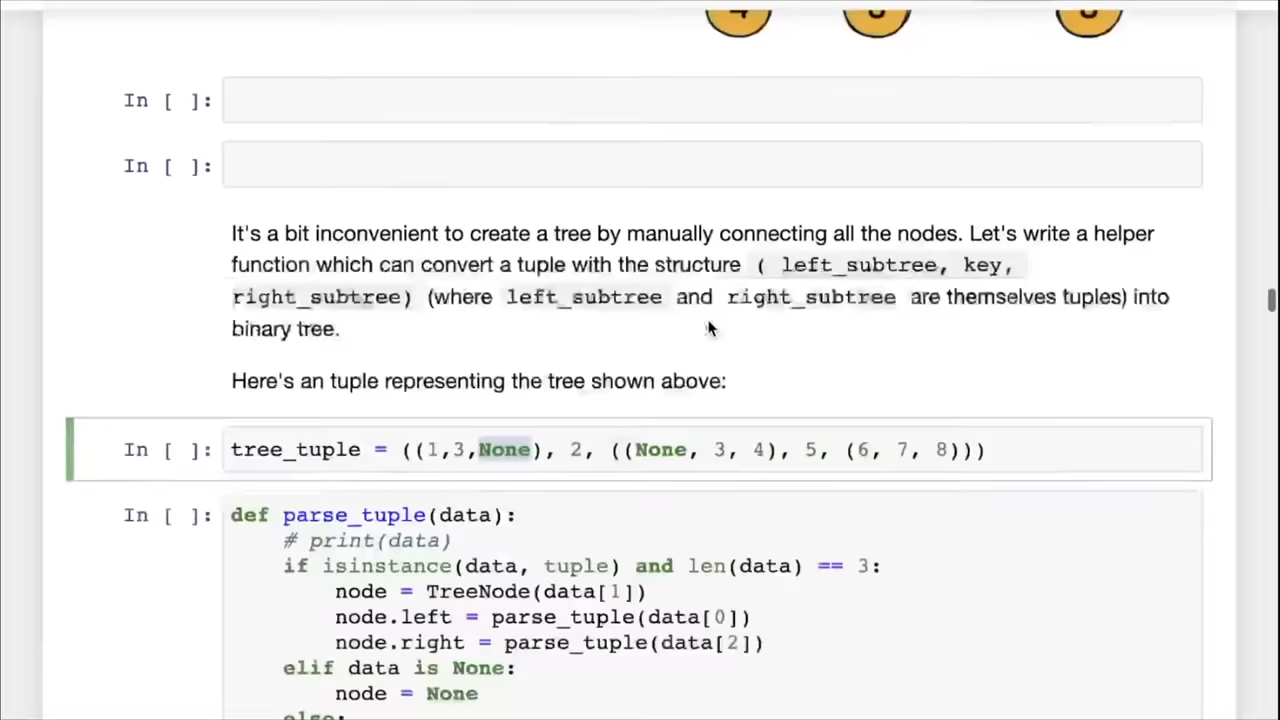 In [ ]:
In [ ]:
It's a bit inconvenient to create a tree by manually connecting all the nodes. Let's write a helper
function which can convert a tuple with the structure ( left_subtree, key,
right_subtree) (where left_subtree and right_subtree are themselves tuples) into
binary tree.
Here's an tuple representing the tree shown above:
In [ ]: tree_tuple = ((1,3,None), 2, ((None, 3, 4), 5, (6, 7, 8)))
In [ ]: def parse_tuple(data):
# print(data)
if isinstance(data, tuple) and len(data) == 3:
node = TreeNode(data[1])
node.left = parse_tuple(data[0])
node.right = parse_tuple(data[2])
elif data is None:
node = None
else: